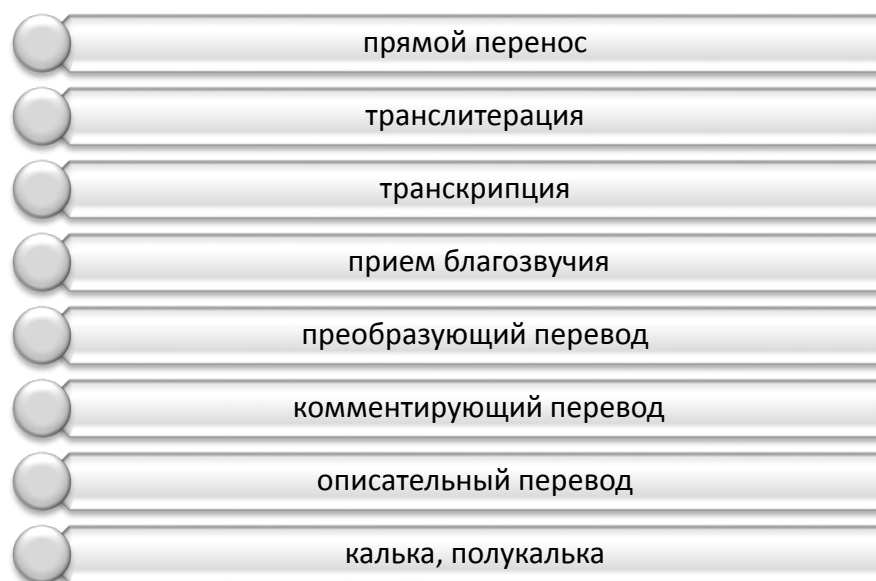 прямой перенос
транслитерация
транскрипция
прием благозвучия
преобразующий перевод
комментирующий перевод
описательный перевод
калька, полукалька